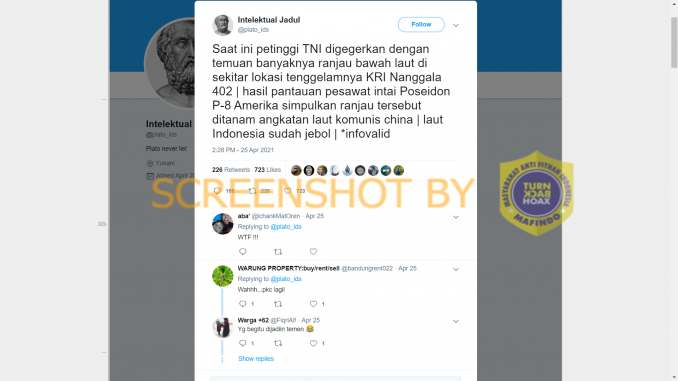 Intelektual Jadul
@plato_ids
Follow
Saat ini petinggi TNI digegerkan dengan
temuan banyaknya ranjau bawah laut di
sekitar lokasi tenggelamnya KRI Nanggala
402 | hasil pantauan pesawat intai Poseidon
P-8 Amerika simpulkan ranjau tersebut
ditanam angkatan laut komunis china | laut
Indonesia sudah jebol | *infovalid
2:28 PM - 25 Apr 2021
226 Retweets 723 Likes
226 723
aba' @IchankMatOren · Apr 25
Replying to @plato_ids
WTF !!!
WARUNG PROPERTY:buy/rent/sell @bandungrent022 · Apr 25
Replying to @plato_ids
Wahhh...pkc lagii
1 1
Warga +62 @FiqriAlf · Apr 25
Yg begitu dijadiin temen 😂
1 1
Show replies
Intelektual
@plato_ids
Plato never lie!
Yunani
Joined April
SCREENSHOT BY
MASYARAKAT ANTI FITNAH INDONESIA
TURN
BACK
HOAX
MAFINDO